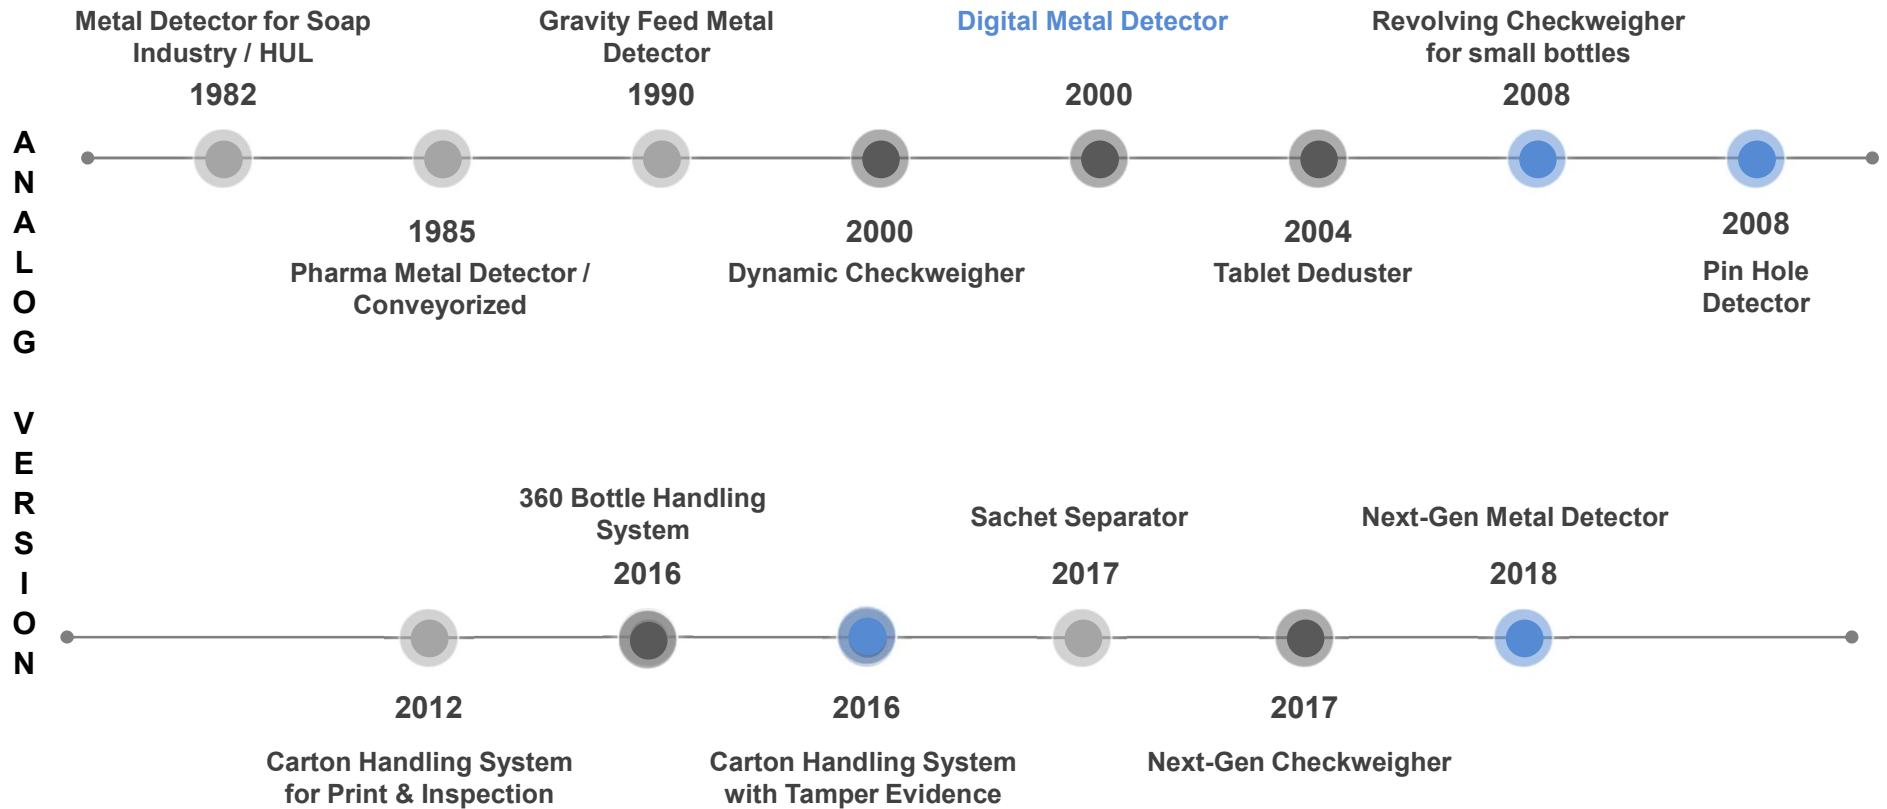 Metal Detector for Soap
Industry / HUL
1982
Gravity Feed Metal
Detector
1990
Digital Metal Detector
2000
Revolving Checkweigher
for small bottles
2008
1985
Pharma Metal Detector /
Conveyorized
2000
Dynamic Checkweigher
2004
Tablet Deduster
2008
Pin Hole
Detector
ANALOG
VERSION
360 Bottle Handling
System
2016
Sachet Separator
2017
Next-Gen Metal Detector
2018
2012
Carton Handling System
for Print & Inspection
2016
Carton Handling System
with Tamper Evidence
2017
Next-Gen Checkweigher